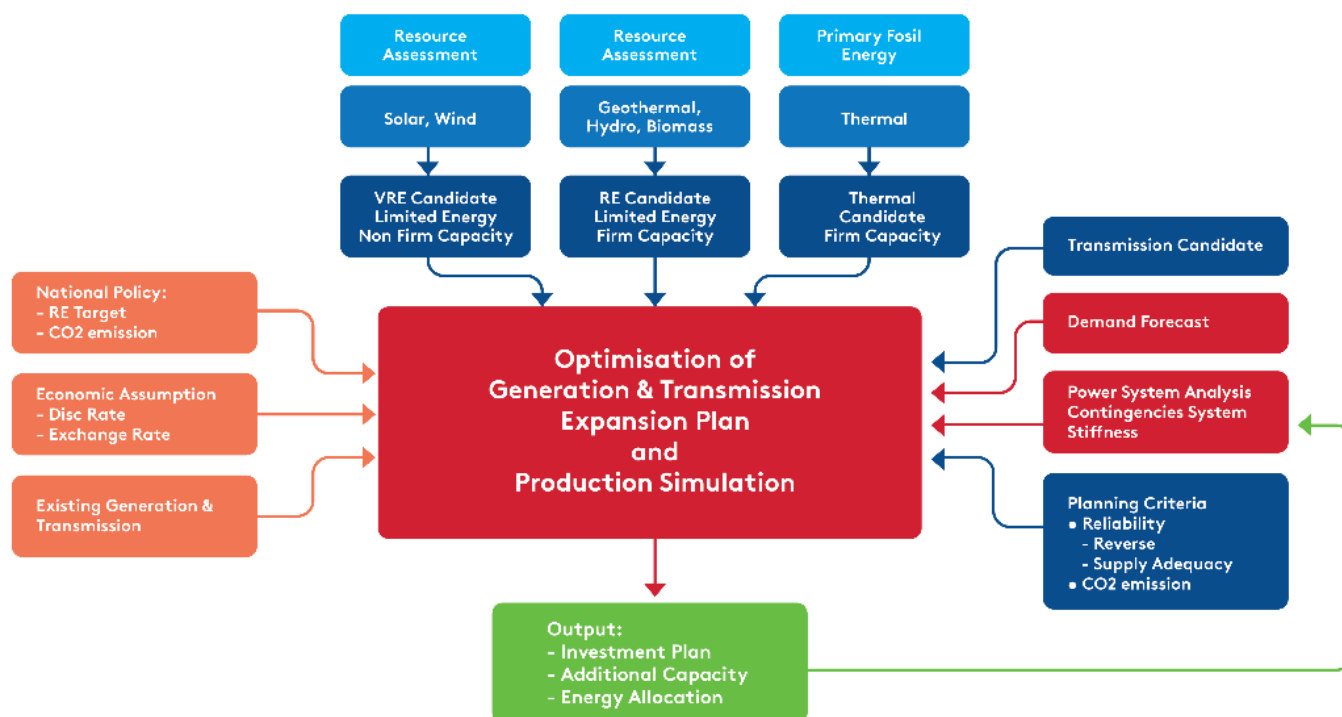 Resource
Assessment
Resource
Assessment
Primary Fosil
Energy
Solar, Wind
Geothermal,
Hydro, Biomass
Thermal
VRE Candidate
Limited Energy
Non Firm Capacity
RE Candidate
Limited Energy
Firm Capacity
Thermal
Candidate
Firm Capacity
National Policy:
- RE Target
- CO2 emission
Economic Assumption
- Disc Rate
- Exchange Rate
Existing Generation &
Transmission
Optimisation of
Generation & Transmission
Expansion Plan
and
Production Simulation
Transmission Candidate
Demand Forecast
Power System Analysis
Contingencies System
Stiffness
Planning Criteria
• Reliability
- Reverse
- Supply Adequacy
• CO2 emission
Output:
- Investment Plan
- Additional Capacity
- Energy Allocation